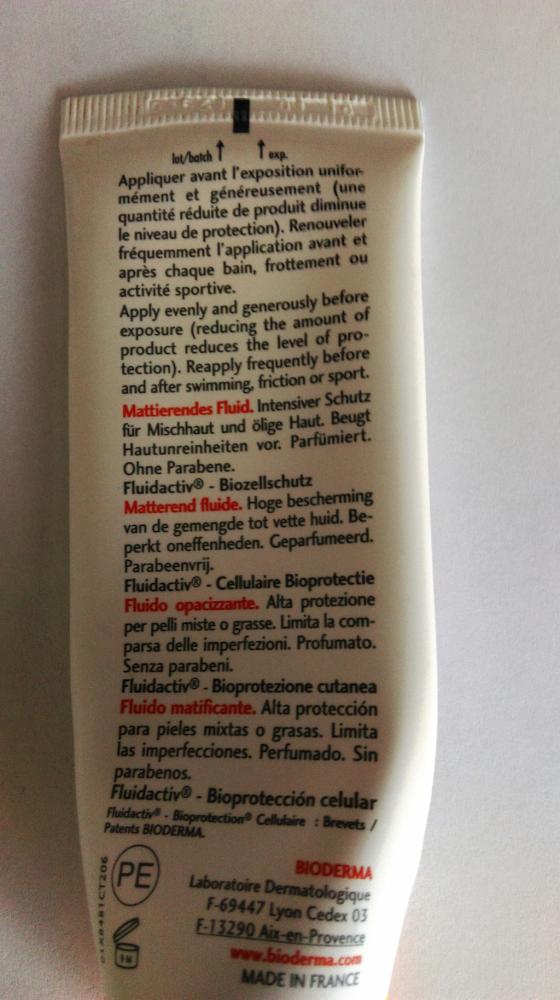 lot/batch ↑ ↑ exp.
Appliquer avant l'exposition unifor-
mément et généreusement (une
quantité réduite de produit diminue
le niveau de protection). Renouveler
fréquemment l'application avant et
après chaque bain, frottement ou
activité sportive.
Apply evenly and generously before
exposure (reducing the amount of
product reduces the level of pro-
tection). Reapply frequently before
and after swimming, friction or sport.
Mattierendes Fluid. Intensiver Schutz
für Mischhaut und ölige Haut. Beugt
Hautunreinheiten vor. Parfümiert.
Ohne Parabene.
Fluidactiv® - Biozellschutz
Matterend fluide. Hoge bescherming
van de gemengde tot vette huid. Be-
perkt oneffenheden. Geparfumeerd.
Parabeenvrij.
Fluidactiv® - Cellulaire Bioprotectie
Fluido opacizzante. Alta protezione
per pelli miste o grasse. Limita la com-
parsa delle imperfezioni. Profumato.
Senza parabeni.
Fluidactiv® - Bioprotezione cutanea
Fluido matificante. Alta protección
para pieles mixtas o grasas. Limita
las imperfecciones. Perfumado. Sin
parabenos.
Fluidactiv® - Bioprotección celular
Fluidactiv® - Bioprotection® Cellulaire : Brevets /
Patents BIODERMA.
PE
9 M
BIODERMA
Laboratoire Dermatologique
F-69447 Lyon Cedex 03
F-13290 Aix-en-Provence
www.bioderma.com
MADE IN FRANCE